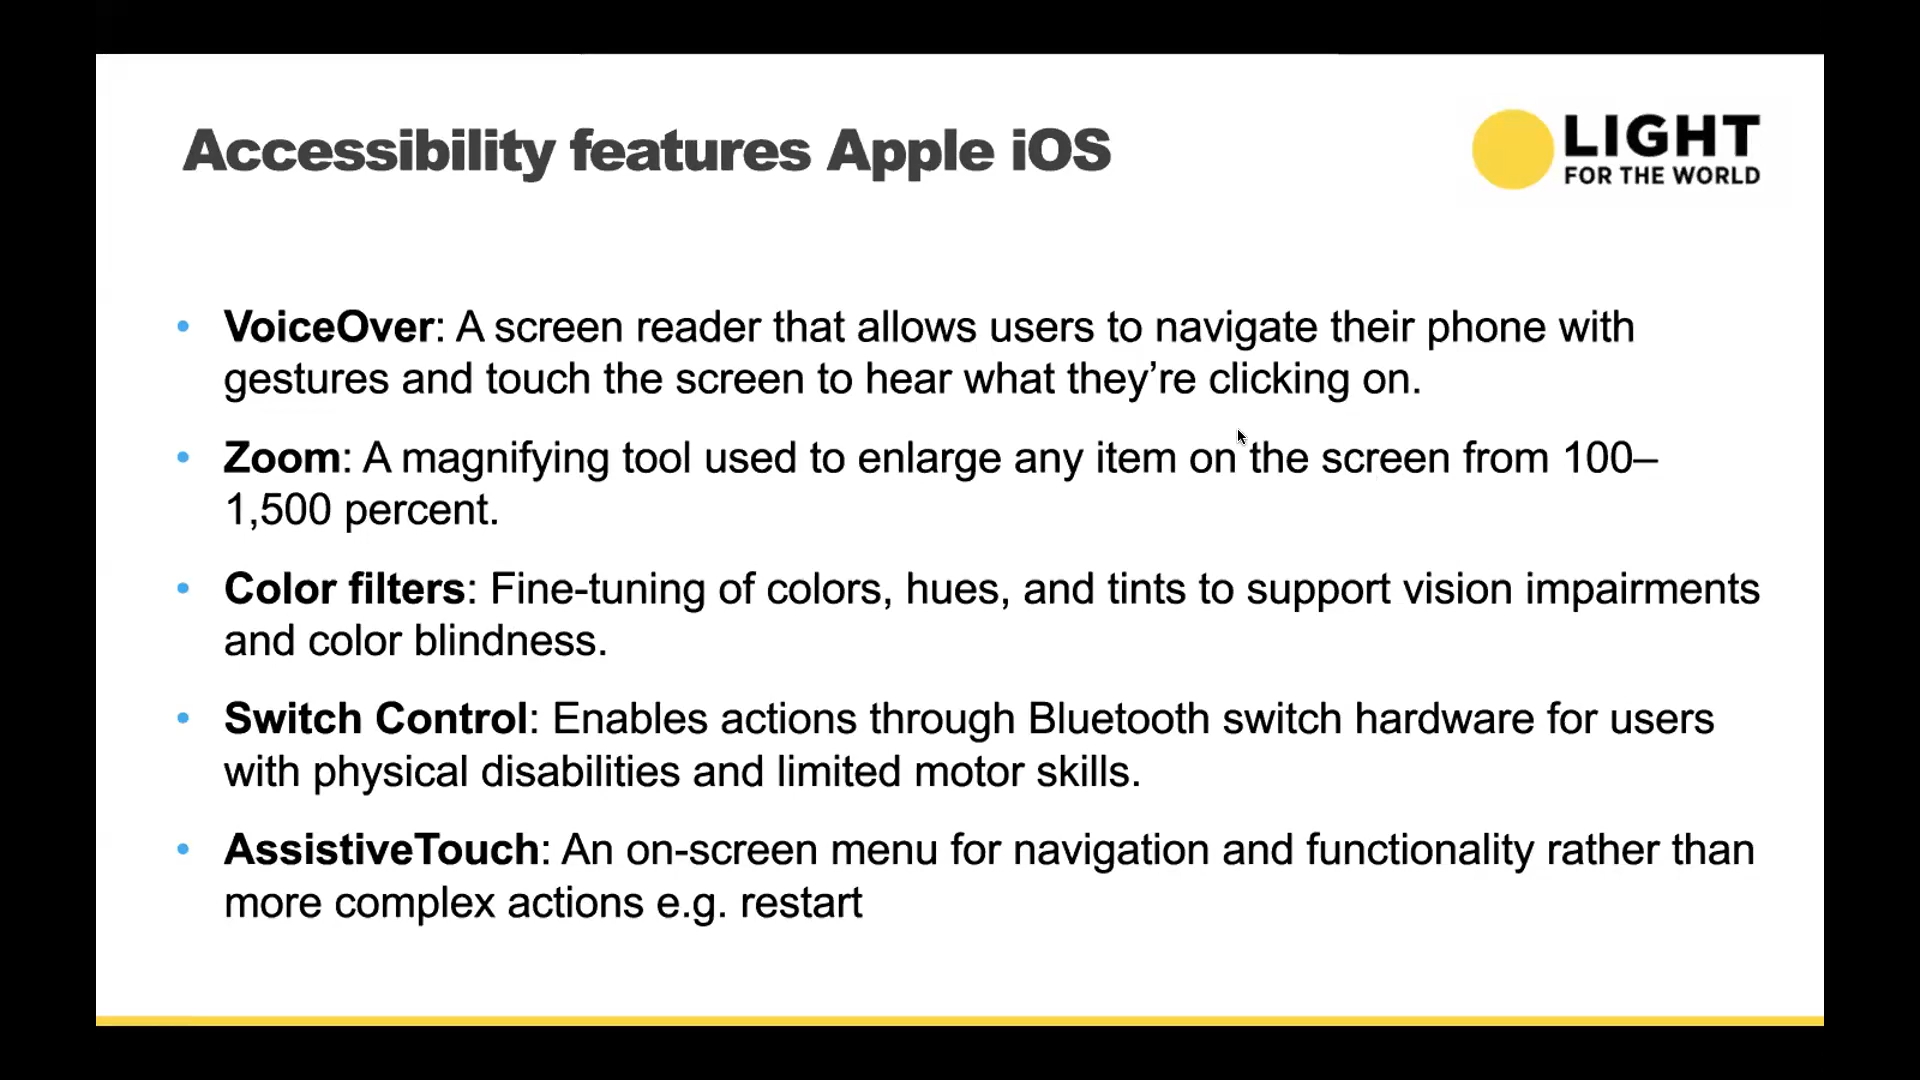 Accessibility features Apple iOS
LIGHT
FOR THE WORLD
• VoiceOver: A screen reader that allows users to navigate their phone with
gestures and touch the screen to hear what they’re clicking on.
• Zoom: A magnifying tool used to enlarge any item on the screen from 100–
1,500 percent.
• Color filters: Fine-tuning of colors, hues, and tints to support vision impairments
and color blindness.
• Switch Control: Enables actions through Bluetooth switch hardware for users
with physical disabilities and limited motor skills.
• AssistiveTouch: An on-screen menu for navigation and functionality rather than
more complex actions e.g. restart